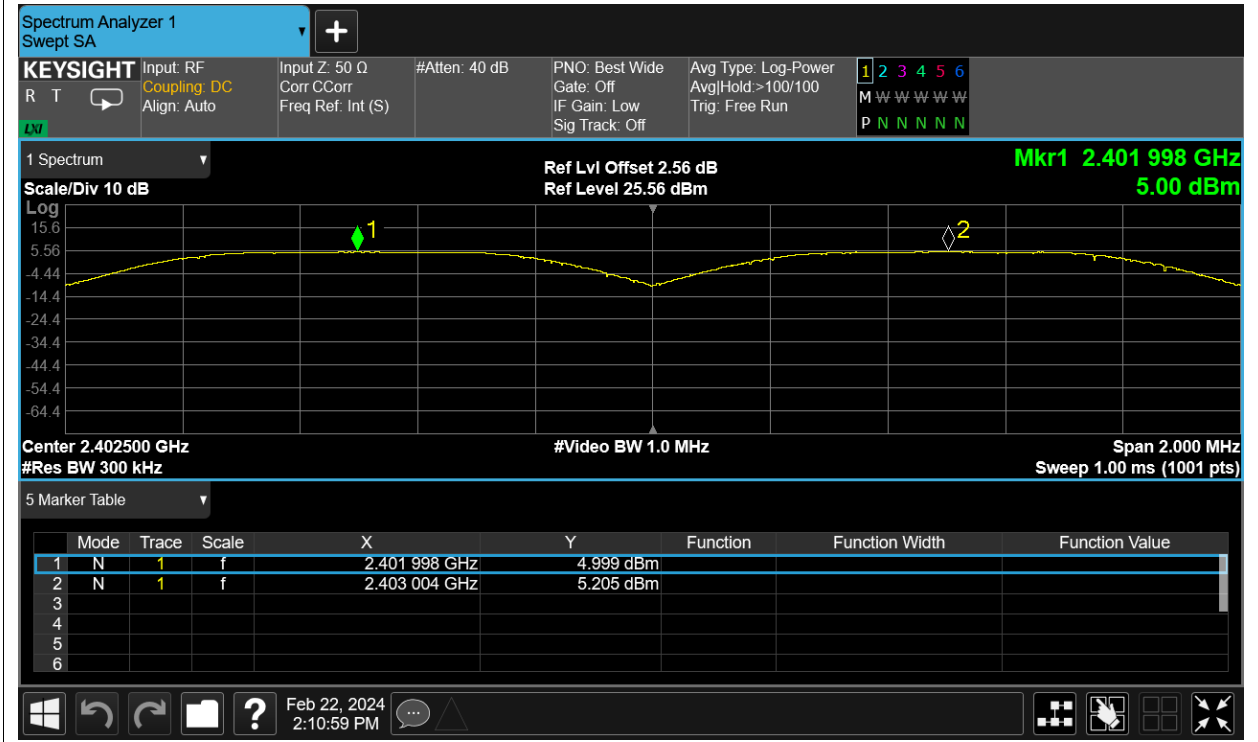 Spectrum Analyzer 1
Swept SA
KEYSIGHT
R T
LXI
Input: RF
Coupling: DC
Align: Auto
Input Z: 50 Ω
Corr CCorr
Freq Ref: Int (S)
#Atten: 40 dB
PNO: Best Wide
Gate: Off
IF Gain: Low
Sig Track: Off
Avg Type: Log-Power
Avg|Hold:>100/100
Trig: Free Run
1 2 3 4 5 6
M W W W W W
P N N N N N
1 Spectrum
Scale/Div 10 dB
Ref Lvl Offset 2.56 dB
Ref Level 25.56 dBm
Mkr1 2.401 998 GHz
5.00 dBm
Log
15.6
5.56
-4.44
-14.4
-24.4
-34.4
-44.4
-54.4
-64.4
1
2
Center 2.402500 GHz
#Video BW 1.0 MHz
Span 2.000 MHz
#Res BW 300 kHz
Sweep 1.00 ms (1001 pts)
5 Marker Table
Mode Trace Scale X Y Function Function Width Function Value
1 N 1 f 2.401 998 GHz 4.999 dBm
2 N 1 f 2.403 004 GHz 5.205 dBm
3
4
5
6
?
Feb 22, 2024
2:10:59 PM